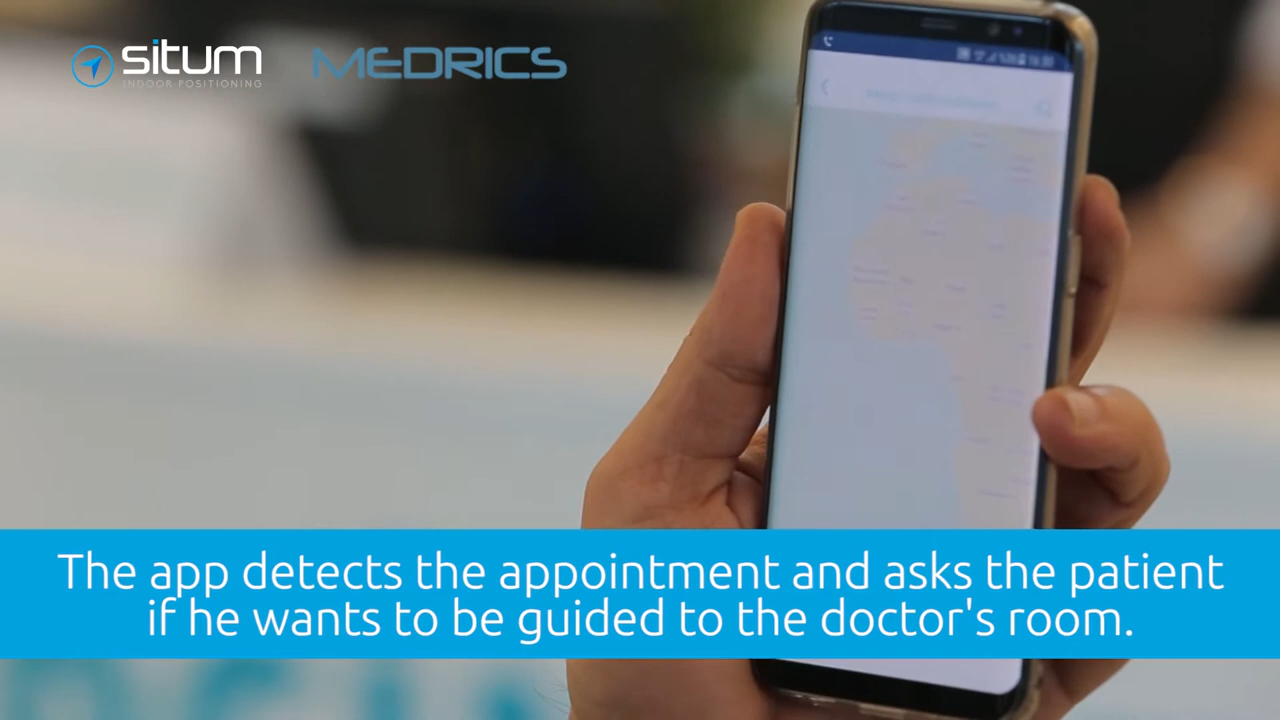 situm
INDOOR POSITIONING
MEDRICS
The app detects the appointment and asks the patient
if he wants to be guided to the doctor's room.